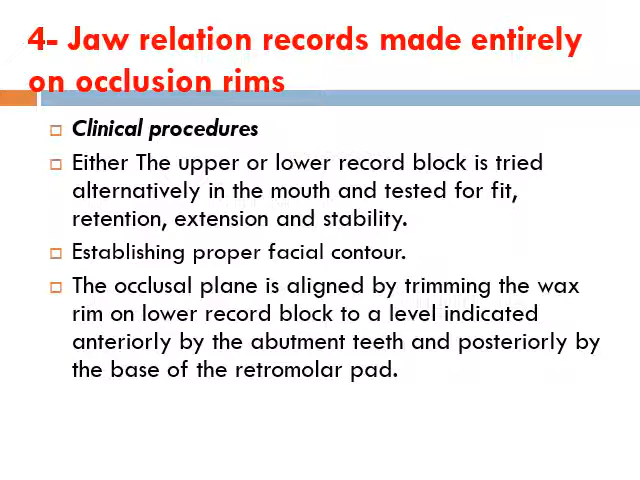 4- Jaw relation records made entirely
on occlusion rims
Clinical procedures
Either The upper or lower record block is tried
alternatively in the mouth and tested for fit,
retention, extension and stability.
Establishing proper facial contour.
The occlusal plane is aligned by trimming the wax
rim on lower record block to a level indicated
anteriorly by the abutment teeth and posteriorly by
the base of the retromolar pad.